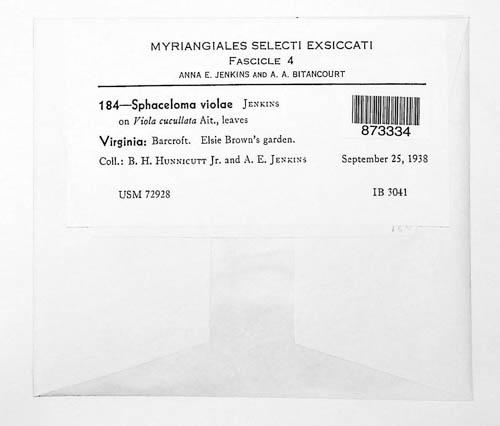 MYRIANGIALES SELECTI EXSICCATI
FASCICLE 4
ANNA E. JENKINS AND A. A. BITANCOURT
184—Sphaceloma violae JENKINS
on Viola cucullata Ait., leaves
873334
Virginia: Barcroft. Elsie Brown's garden.
Coll.: B. H. HUNNICUTT Jr. and A. E. JENKINS September 25, 1938
USM 72928 IB 3041